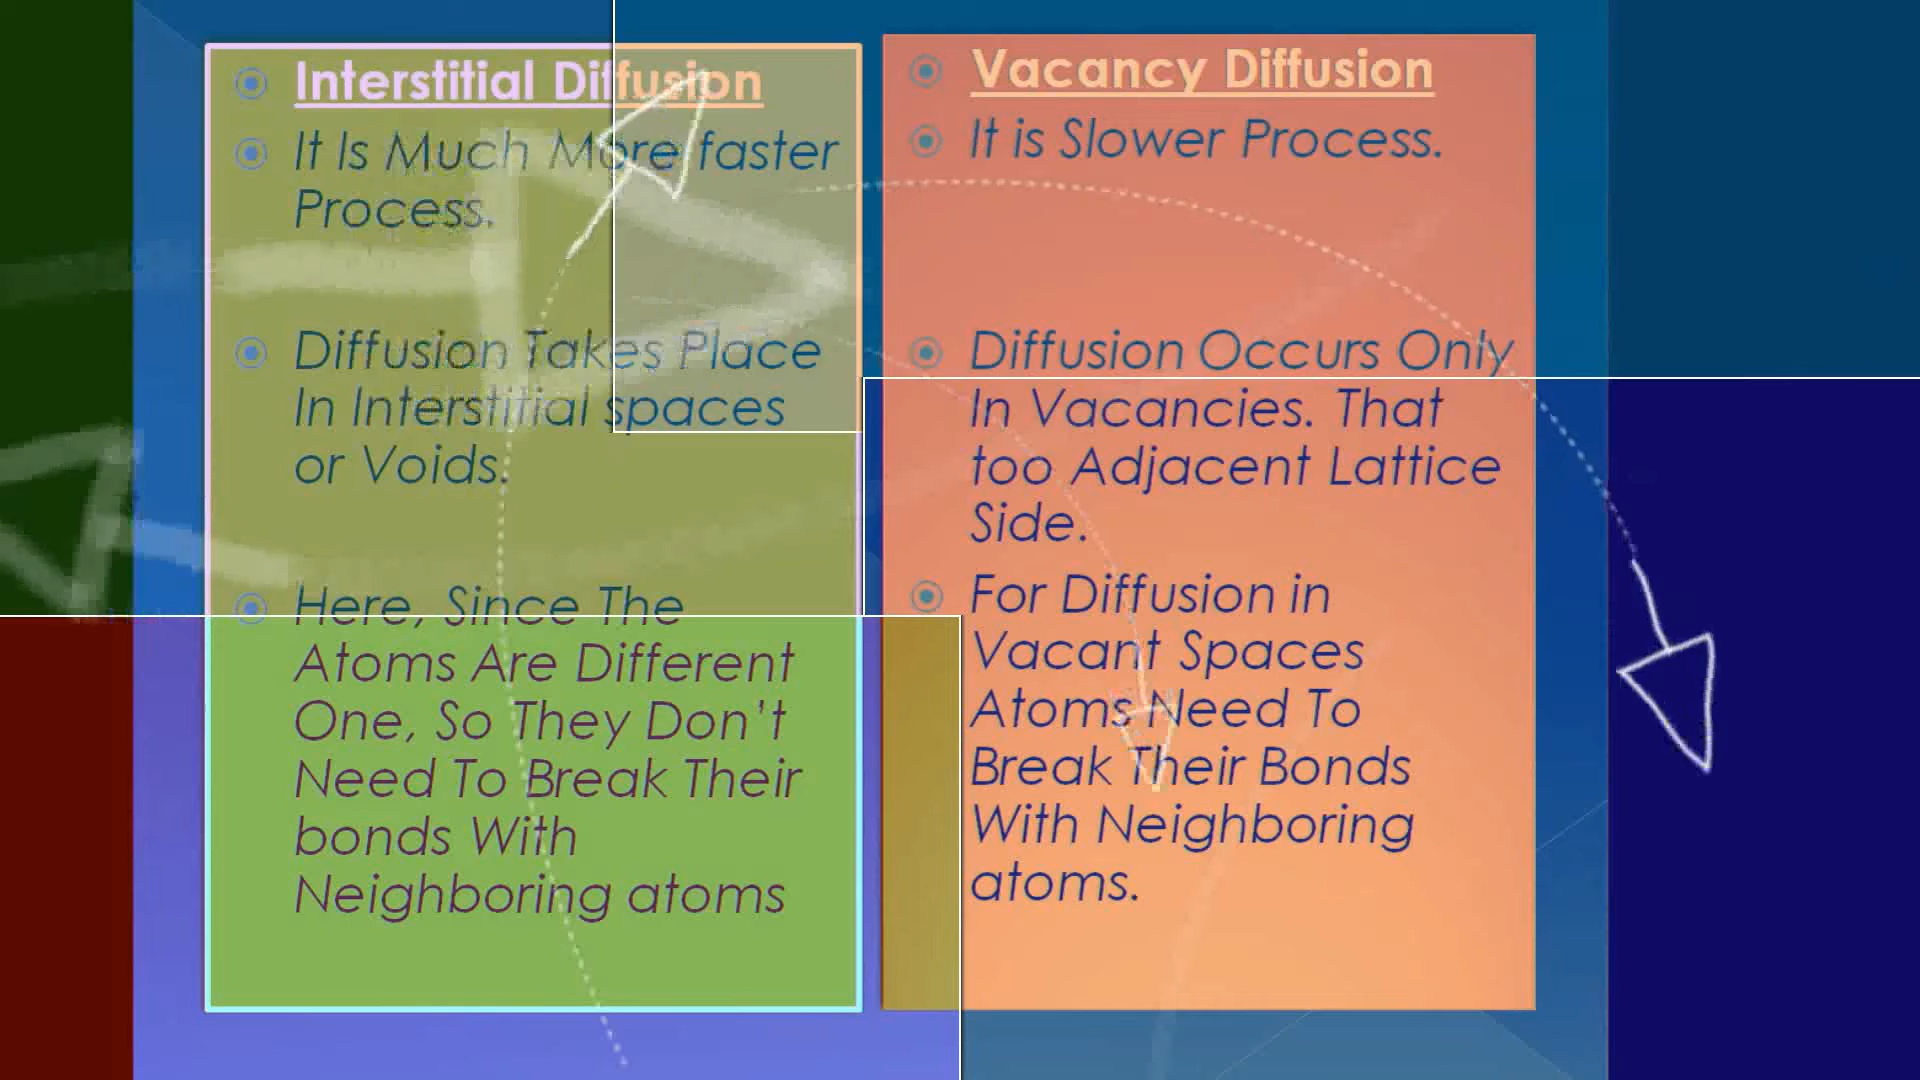 Interstitial Diffusion
It Is Much More faster
Process.
Diffusion Takes Place
In Interstitial spaces
or Voids.
Here, Since The
Atoms Are Different
One, So They Don't
Need To Break Their
bonds With
Neighboring atoms
Vacancy Diffusion
It is Slower Process.
Diffusion Occurs Only
In Vacancies. That
too Adjacent Lattice
Side.
For Diffusion in
Vacant Spaces
Atoms Need To
Break Their Bonds
With Neighboring
atoms.